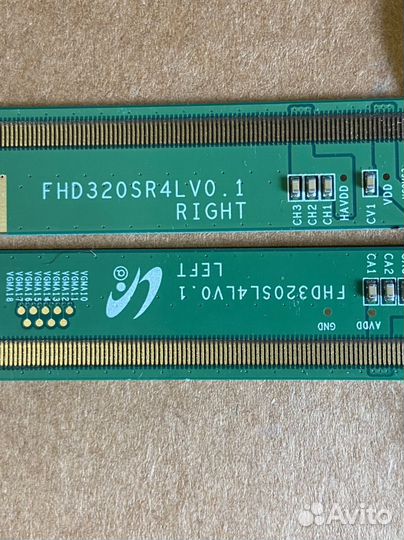 FHD320SR4LV0.1
RIGHT
CH3
CH2
CH1
HAVDD
CV1
VDD
VGMA10
VGMA11
VGMA12
VGMA13
VGMA14
VGMA15
VGMA16
VGMA17
VGMA18
FHD320SL4LV0.1
LEFT
GND
AVDD
CA1
CA2
Avito